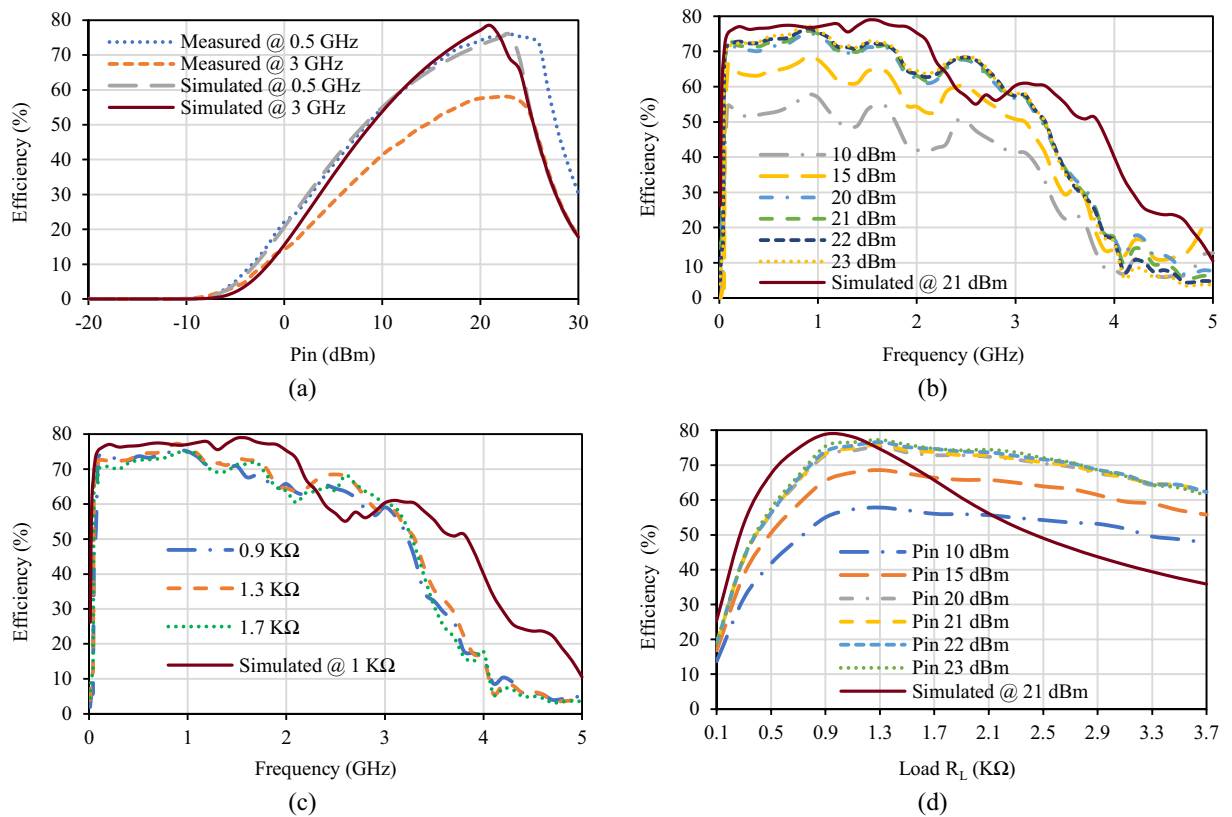 80
70
60
50
40
30
20
10
0
Efficiency (%)
Measured @ 0.5 GHz
Measured @ 3 GHz
Simulated @ 0.5 GHz
Simulated @ 3 GHz
-20 -10 0 10 20 30
Pin (dBm)
(a)
80
70
60
50
40
30
20
10
0
Efficiency (%)
10 dBm
15 dBm
20 dBm
21 dBm
22 dBm
23 dBm
Simulated @ 21 dBm
0 1 2 3 4 5
Frequency (GHz)
(b)
80
70
60
50
40
30
20
10
0
Efficiency (%)
0.9 KΩ
1.3 KΩ
1.7 KΩ
Simulated @ 1 KΩ
0 1 2 3 4 5
Frequency (GHz)
(c)
80
70
60
50
40
30
20
10
0
Efficiency (%)
Pin 10 dBm
Pin 15 dBm
Pin 20 dBm
Pin 21 dBm
Pin 22 dBm
Pin 23 dBm
Simulated @ 21 dBm
0.1 0.5 0.9 1.3 1.7 2.1 2.5 2.9 3.3 3.7
Load R_L (KΩ)
(d)